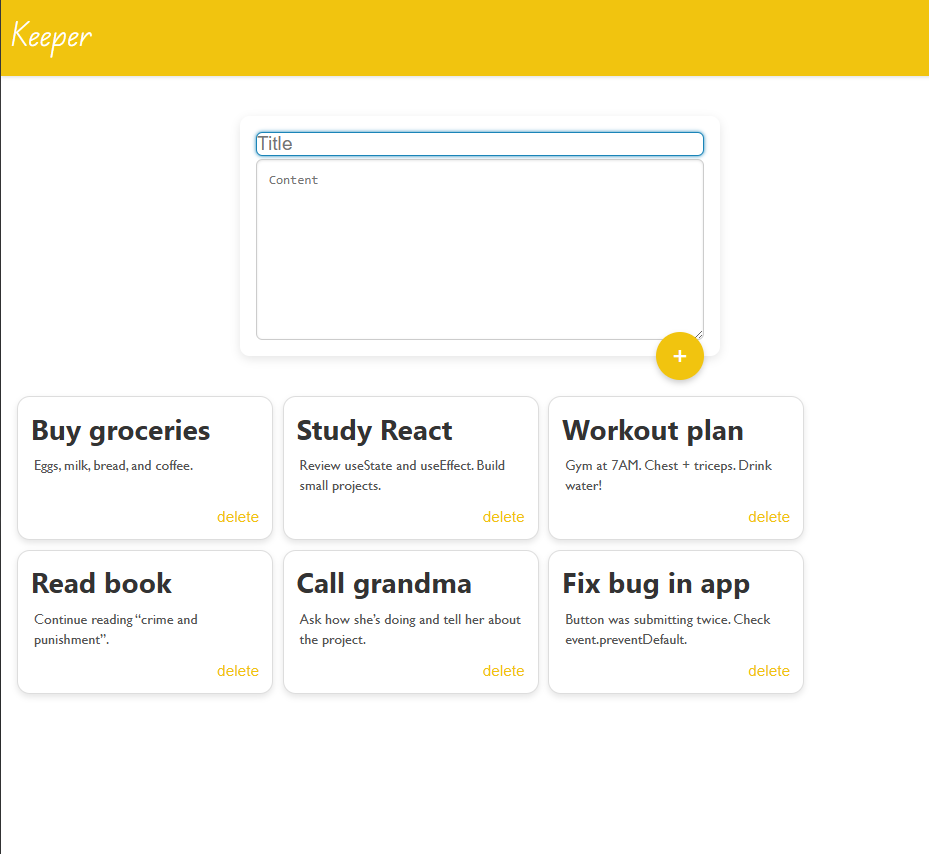 Keeper
Title
Content
+
Buy groceries
Eggs, milk, bread, and coffee.
delete
Study React
Review useState and useEffect. Build
small projects.
delete
Workout plan
Gym at 7AM. Chest + triceps. Drink
water!
delete
Read book
Continue reading “crime and
punishment”.
delete
Call grandma
Ask how she’s doing and tell her about
the project.
delete
Fix bug in app
Button was submitting twice. Check
event.preventDefault.
delete